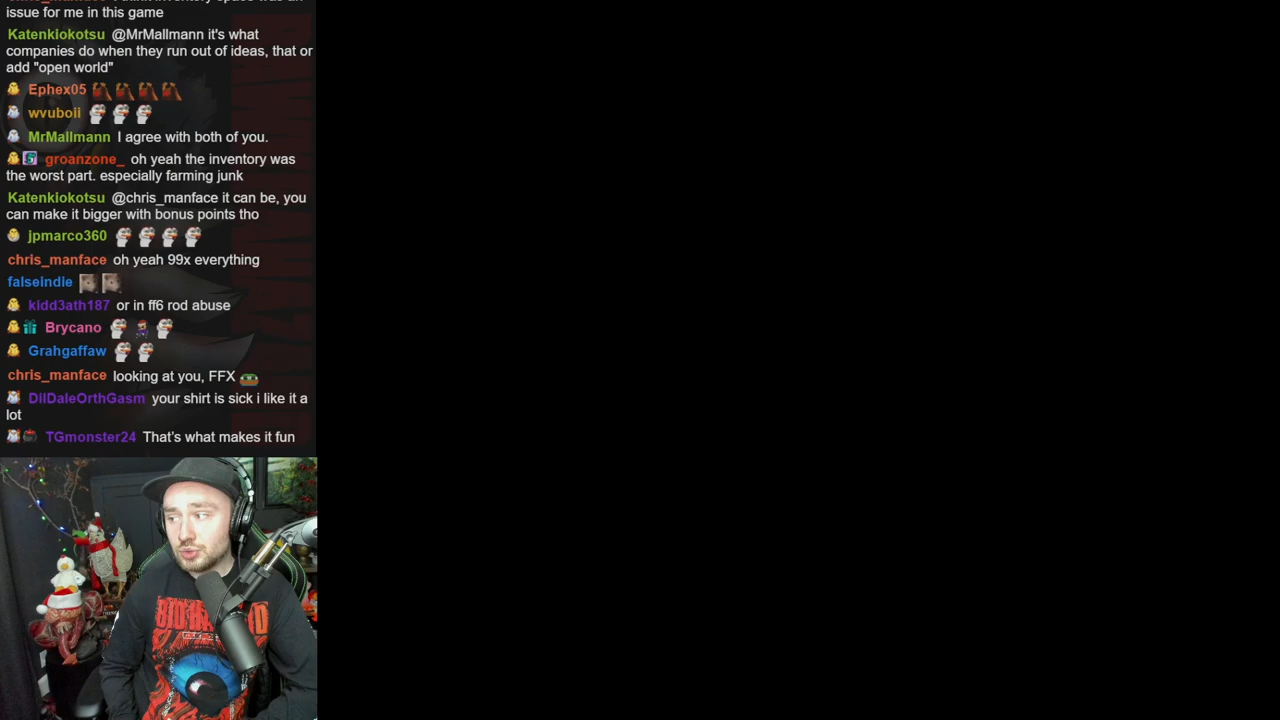 issue for me in this game
Katenkiokotsu @MrMallmann it's what
companies do when they run out of ideas, that or
add "open world"
Ephex05
wvuboii
MrMallmann I agree with both of you.
groanzone_ oh yeah the inventory was
the worst part. especially farming junk
Katenkiokotsu @chris_manface it can be, you
can make it bigger with bonus points tho
jpmarco360
chris_manface oh yeah 99x everything
falseindie
kidd3ath187 or in ff6 rod abuse
Brycano
Grahgaffaw
chris_manface looking at you, FFX
DilDaleOrthGasm your shirt is sick i like it a
lot
TGmonster24 That's what makes it fun